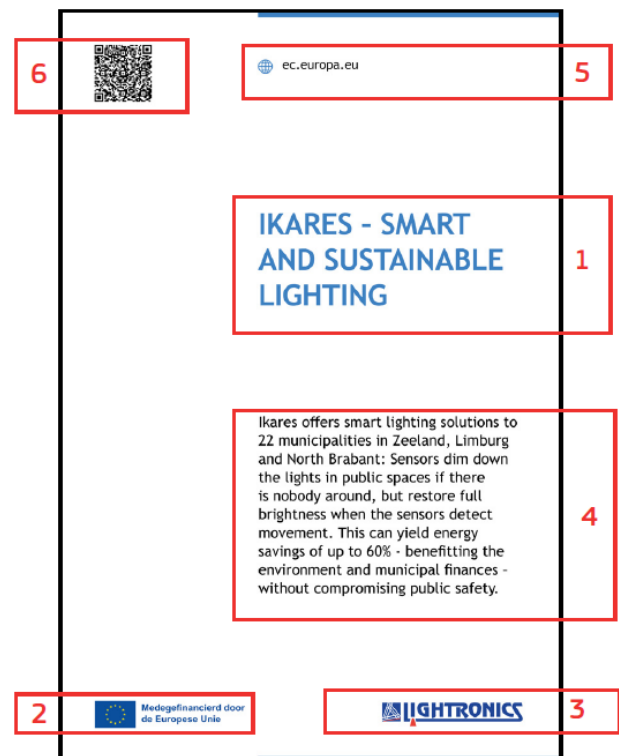 6
ec.europa.eu
5
IKARES - SMART
AND SUSTAINABLE
LIGHTING
1
Ikares offers smart lighting solutions to
22 municipalities in Zeeland, Limburg
and North Brabant: Sensors dim down
the lights in public spaces if there
is nobody around, but restore full
brightness when the sensors detect
movement. This can yield energy
savings of up to 60% - benefitting the
environment and municipal finances –
without compromising public safety.
4
2
Medegefinancierd door
de Europese Unie
LIGHTRONICS
3